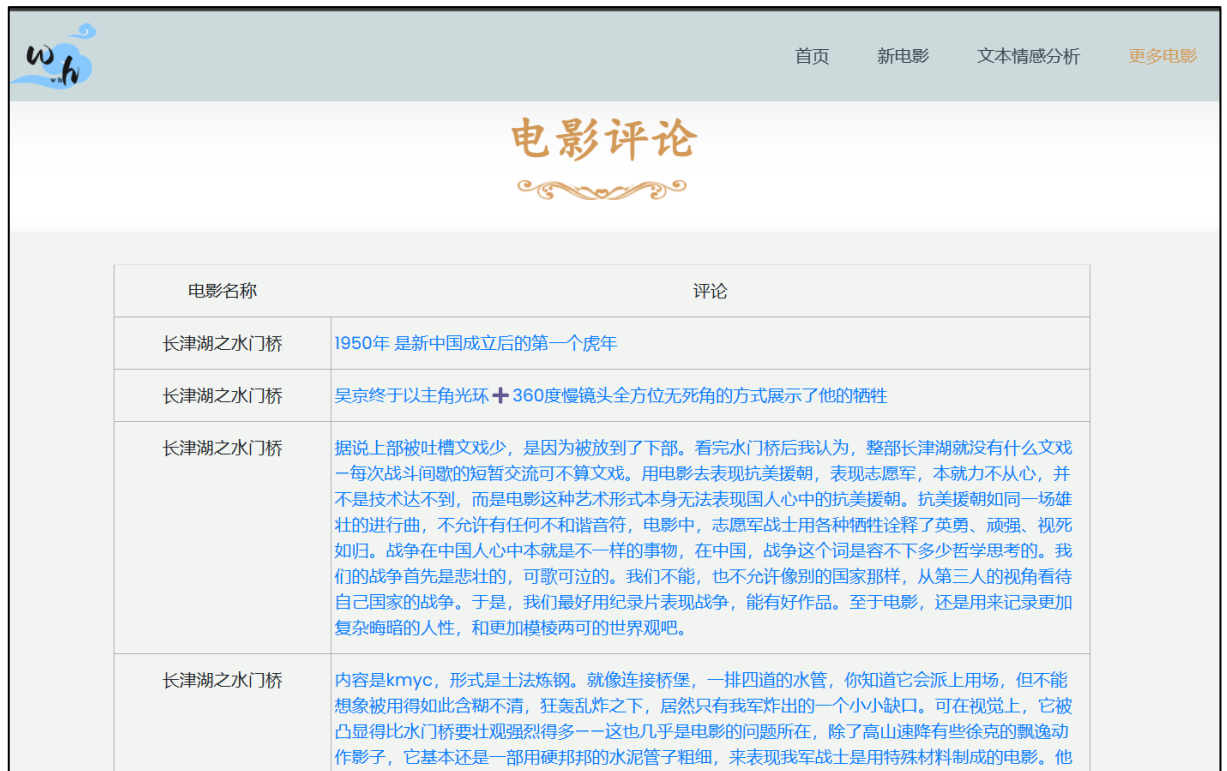 wh
wh
首页 新电影 文本情感分析 更多电影
电影评论
电影名称 评论
长津湖之水门桥 1950年 是新中国成立后的第一个虎年
长津湖之水门桥 吴京终于以主角光环➕360度慢镜头全方位无死角的方式展示了他的牺牲
长津湖之水门桥 据说上部被吐槽文戏少，是因为被放到了下部。看完水门桥后我认为，整部长津湖就没有什么文戏
—每次战斗间歇的短暂交流可不算文戏。用电影去表现抗美援朝，表现志愿军，本就力不从心，并
不是技术达不到，而是电影这种艺术形式本身无法表现国人心中的抗美援朝。抗美援朝如同一场雄
壮的进行曲，不允许有任何不和谐音符，电影中，志愿军战士用各种牺牲诠释了英勇、顽强、视死
如归。战争在中国人心中本就是不一样的事物，在中国，战争这个词是容不下多少哲学思考的。我
们的战争首先是悲壮的，可歌可泣的。我们不能，也不允许像别的国家那样，从第三人的视角看待
自己国家的战争。于是，我们最好用纪录片表现战争，能有好作品。至于电影，还是用来记录更加
复杂晦暗的人性，和更加模棱两可的世界观吧。
长津湖之水门桥 内容是kmyc，形式是土法炼钢。就像连接桥堡，一排四道的水管，你知道它会派上用场，但不能
想象被用得如此含糊不清，狂轰乱炸之下，居然只有我军炸出的一个小小缺口。可在视觉上，它被
凸显得比水门桥要壮观强烈得多——这也几乎是电影的问题所在，除了高山速降有些徐克的飘逸动
作影子，它基本还是一部用硬邦邦的水泥管子粗细，来表现我军战士是用特殊材料制成的电影。他